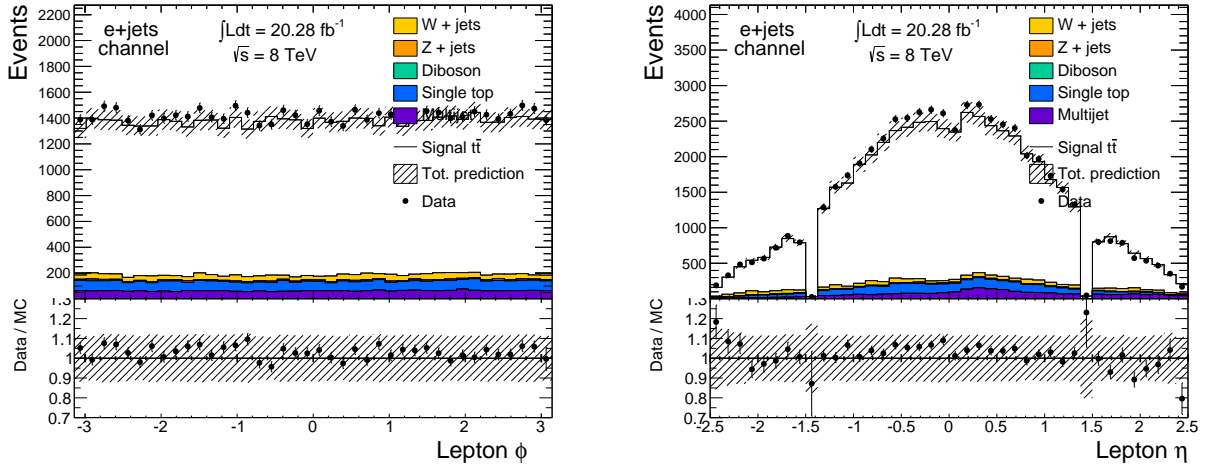 Events
2200
2000
1800
1600
1400
1200
1000
800
600
400
200
e+jets
channel
∫Ldt = 20.28 fb⁻¹
√s = 8 TeV
W + jets
Z + jets
Diboson
Single top
Multijet
Signal tt̄
Tot. prediction
Data
Data / MC
1.3
1.2
1.1
1
0.9
0.8
0.7
-3 -2 -1 0 1 2 3
Lepton ϕ
Events
4000
3500
3000
2500
2000
1500
1000
500
e+jets
channel
∫Ldt = 20.28 fb⁻¹
√s = 8 TeV
W + jets
Z + jets
Diboson
Single top
Multijet
Signal tt̄
Tot. prediction
Data
Data / MC
1.3
1.2
1.1
1
0.9
0.8
0.7
-2.5 -2 -1.5 -1 -0.5 0 0.5 1 1.5 2 2.5
Lepton η